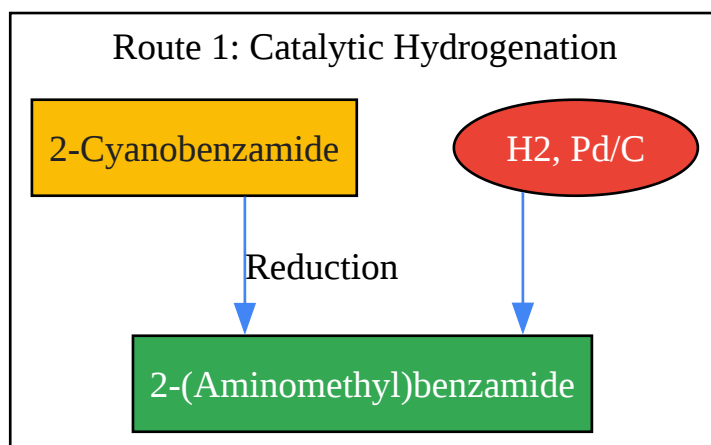 Route 1: Catalytic Hydrogenation
2-Cyanobenzamide
H2, Pd/C
Reduction
2-(Aminomethyl)benzamide